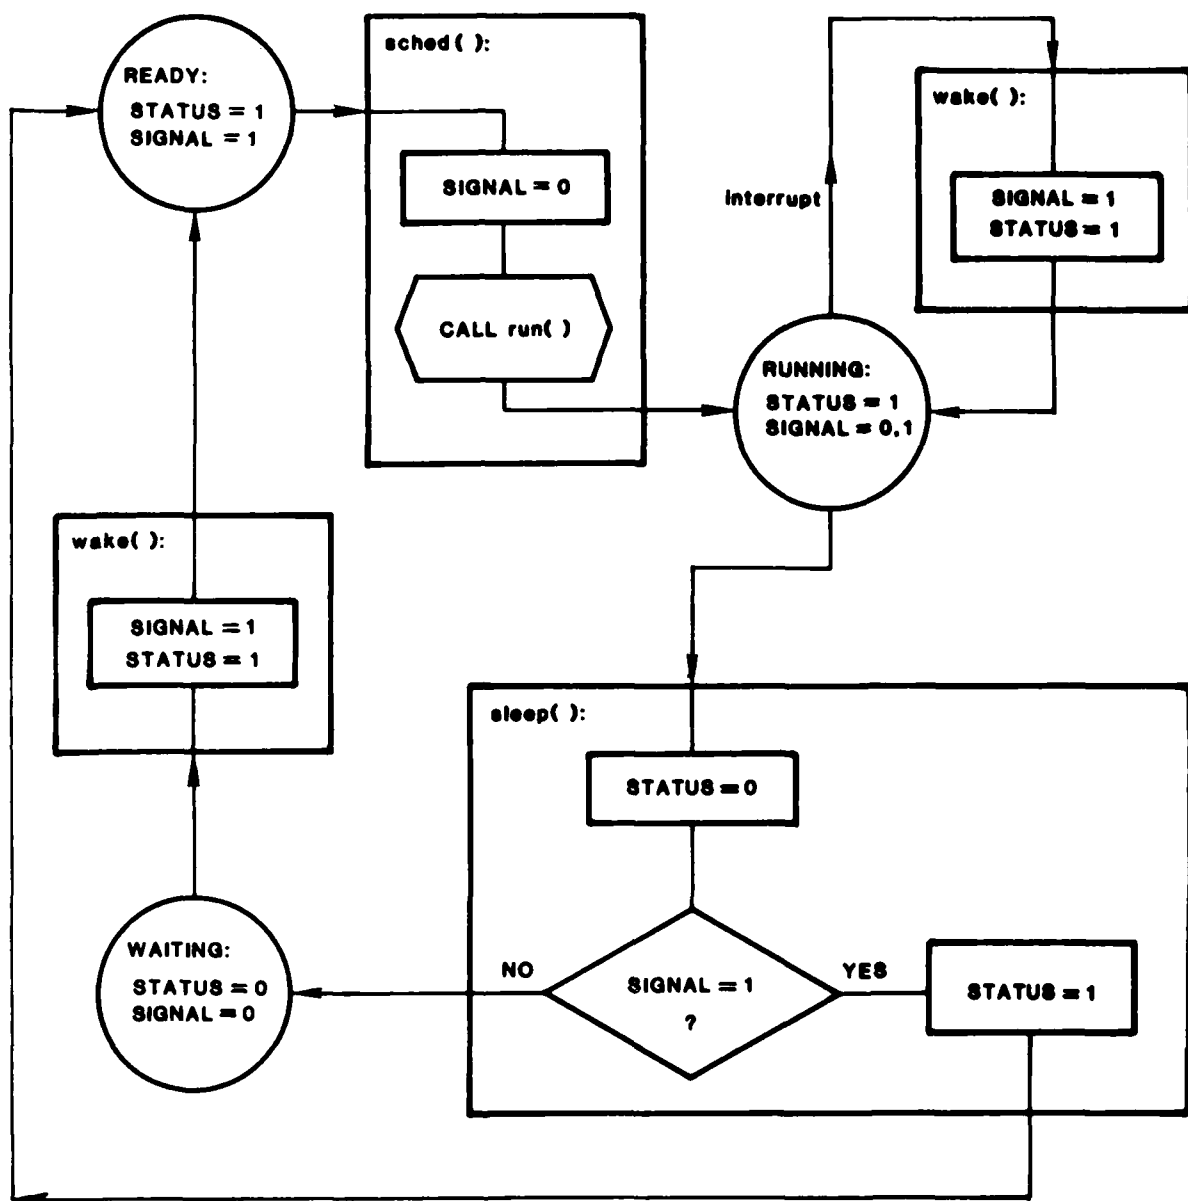 READY:
STATUS = 1
SIGNAL = 1
sched( ):
SIGNAL = 0
CALL run( )
interrupt
wake( ):
SIGNAL = 1
STATUS = 1
RUNNING:
STATUS = 1
SIGNAL = 0,1
wake( ):
SIGNAL = 1
STATUS = 1
sleep( ):
STATUS = 0
WAITING:
STATUS = 0
SIGNAL = 0
NO
SIGNAL = 1
?
YES
STATUS = 1